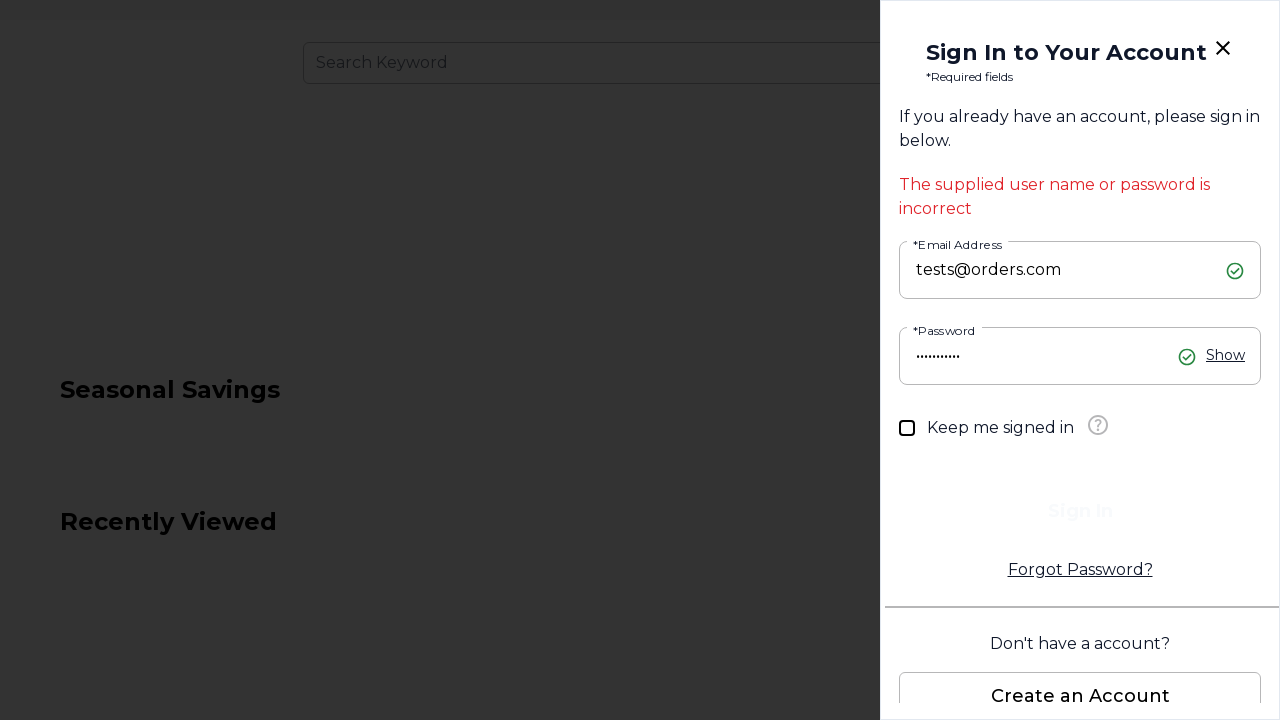 Search Keyword
Seasonal Savings
Recently Viewed
Sign In to Your Account
*Required fields
If you already have an account, please sign in
below.
The supplied user name or password is
incorrect
*Email Address
tests@orders.com
*Password
•••••••••••
Show
Keep me signed in
Sign In
Forgot Password?
Don't have a account?
Create an Account